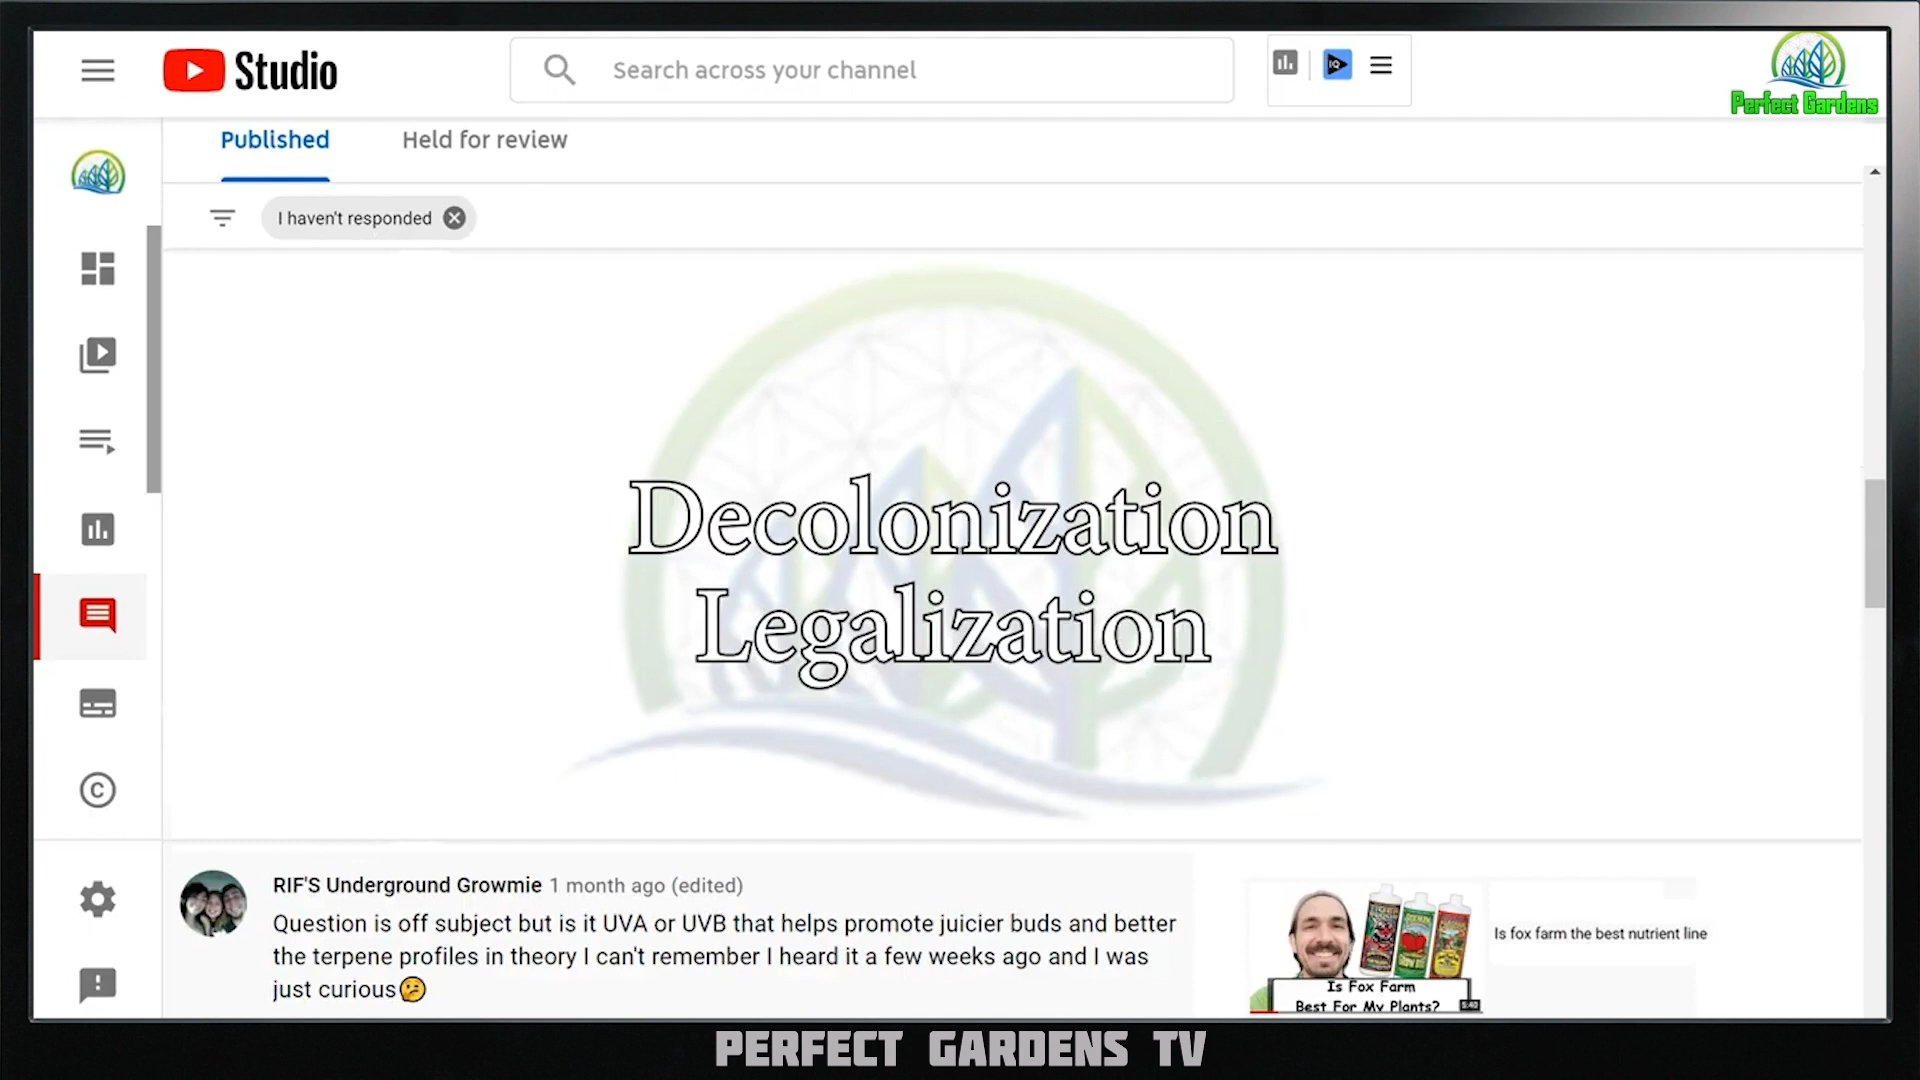 Studio
Search across your channel
IQ
Perfect Gardens
Published
Held for review
I haven't responded
Decolonization
Legalization
RIF'S Underground Growmie 1 month ago (edited)
Question is off subject but is it UVA or UVB that helps promote juicier buds and better
the terpene profiles in theory I can't remember I heard it a few weeks ago and I was
just curious🤔
Is fox farm the best nutrient line
Is Fox Farm
Best For My Plants?
PERFECT GARDENS TV